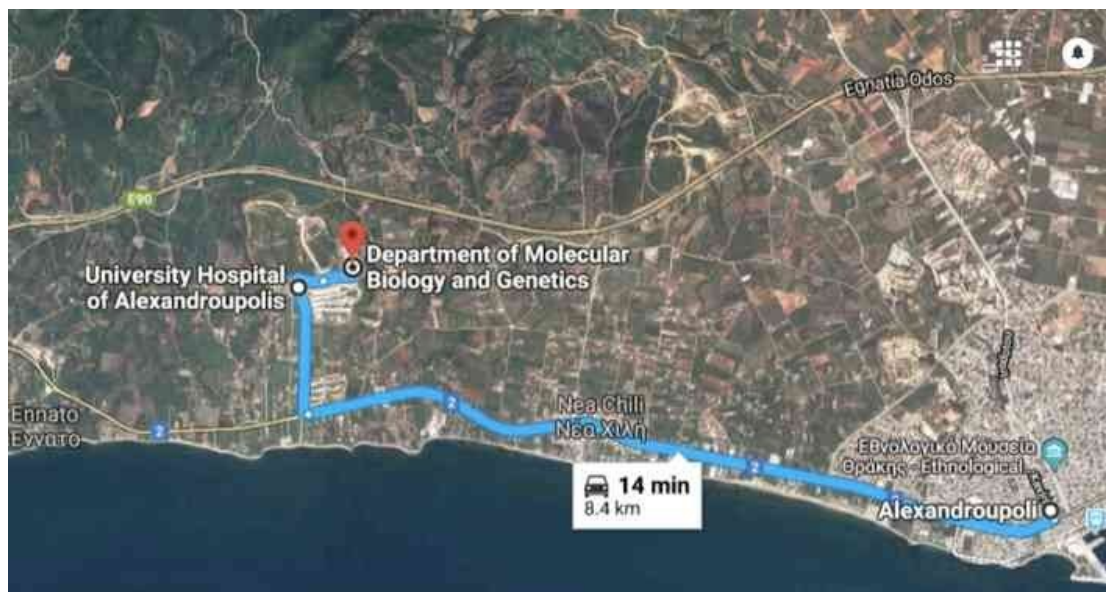 Egnatia Odos
E90
Department of Molecular
Biology and Genetics
University Hospital
of Alexandroupolis
Ennato
Εννατο
2
2
Nea Chili
Νέα Χιλή
2
14 min
8.4 km
Εθνολογικό Μουσείο
Θράκης - Ethnological
Alexandroupoli